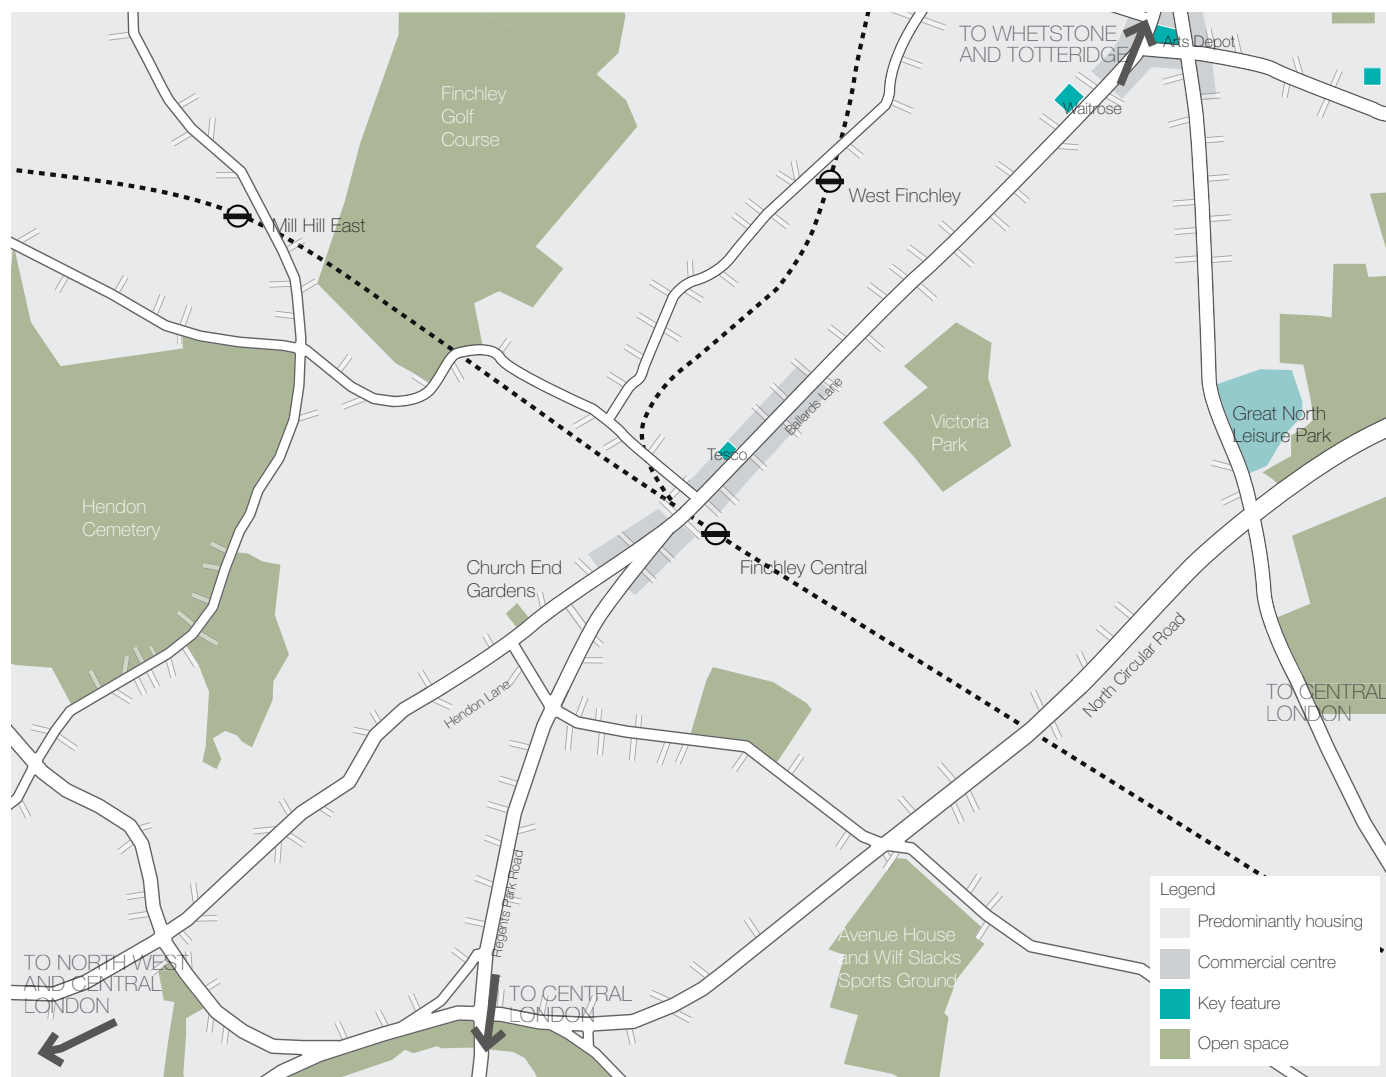 TO WHETSTONE
AND TOTTERIDGE
Arts Depot
Finchley
Golf
Course
Waitrose
West Finchley
Mill Hill East
Ballards Lane
Great North
Leisure Park
Victoria
Park
Tesco
Hendon
Cemetery
Church End
Gardens
Finchley Central
North Circular Road
Hendon Lane
TO CENTRAL
LONDON
Regents Park Road
Avenue House
and Wilf Slacks
Sports Ground
TO NORTH WEST
AND CENTRAL
LONDON
TO CENTRAL
LONDON
Legend
Predominantly housing
Commercial centre
Key feature
Open space